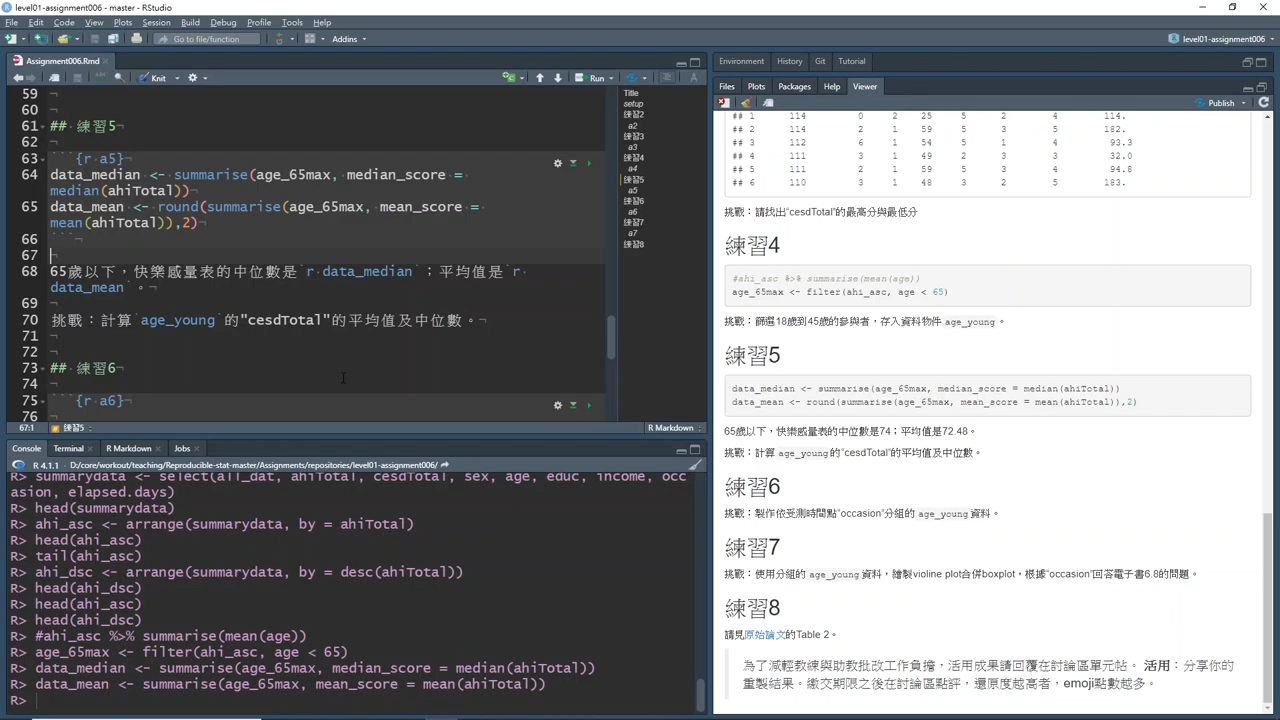 level01-assignment006 - master - RStudio
File Edit Code View Plots Session Build Debug Profile Tools Help
Go to file/function Addins level01-assignment006
Assignment006.Rmd
Knit Run
59
60
61 ## 練習5
62
63 ```{r a5}
64 data_median <- summarise(age_65max, median_score =
median(ahiTotal))
65 data_mean <- round(summarise(age_65max, mean_score =
mean(ahiTotal)),2)
66 ```
67
68 65歲以下，快樂感量表的中位數是`r data_median`；平均值是`r
data_mean`。
69
70 挑戰：計算`age_young`的"cesdTotal"的平均值及中位數。
71
72
73 ## 練習6
74
75 ```{r a6}
76
67:1 練習5 R Markdown
Title
setup
練習2
a2
練習3
a3
練習4
a4
練習5
a5
練習6
a6
練習7
a7
練習8
Console Terminal R Markdown Jobs
R 4.1.1 · D:/core/workout/teaching/Reproducible-stat-master/Assignments/repositories/level01-assignment006/
R> summarydata <- select(all_dat, ahiTotal, cesdTotal, sex, age, educ, income, occ
asion, elapsed.days)
R> head(summarydata)
R> ahi_asc <- arrange(summarydata, by = ahiTotal)
R> head(ahi_asc)
R> tail(ahi_asc)
R> ahi_dsc <- arrange(summarydata, by = desc(ahiTotal))
R> head(ahi_dsc)
R> head(ahi_asc)
R> head(ahi_dsc)
R> #ahi_asc %>% summarise(mean(age))
R> age_65max <- filter(ahi_asc, age < 65)
R> data_median <- summarise(age_65max, median_score = median(ahiTotal))
R> data_mean <- summarise(age_65max, mean_score = mean(ahiTotal))
R>
Environment History Git Tutorial
Files Plots Packages Help Viewer
Publish
## 1 114 0 2 25 5 2 4 114.
## 2 114 2 1 59 5 3 5 182.
## 3 112 6 1 54 5 1 4 93.3
## 4 111 3 1 49 2 3 3 32.0
## 5 111 2 1 59 5 2 4 94.8
## 6 110 3 1 48 3 2 5 183.
挑戰：請找出“cesdTotal”的最高分與最低分
練習4
#ahi_asc %>% summarise(mean(age))
age_65max <- filter(ahi_asc, age < 65)
挑戰：篩選18歲到45歲的參與者，存入資料物件 age_young 。
練習5
data_median <- summarise(age_65max, median_score = median(ahiTotal))
data_mean <- round(summarise(age_65max, mean_score = mean(ahiTotal)),2)
65歲以下，快樂感量表的中位數是74；平均值是72.48。
挑戰：計算 age_young的“cesdTotal”的平均值及中位數。
練習6
挑戰：製作依受測時間點“occasion”分組的 age_young 資料。
練習7
挑戰：使用分組的 age_young 資料，繪製violine plot合併boxplot，根據“occasion”回答電子書6.8的問題。
練習8
請見原始論文的Table 2。
為了減輕教練與助教批改工作負擔，活用成果請回覆在討論區單元帖。 活用：分享你的
重製結果。繳交期限之後在討論區點評，還原度越高者，emoji點數越多。